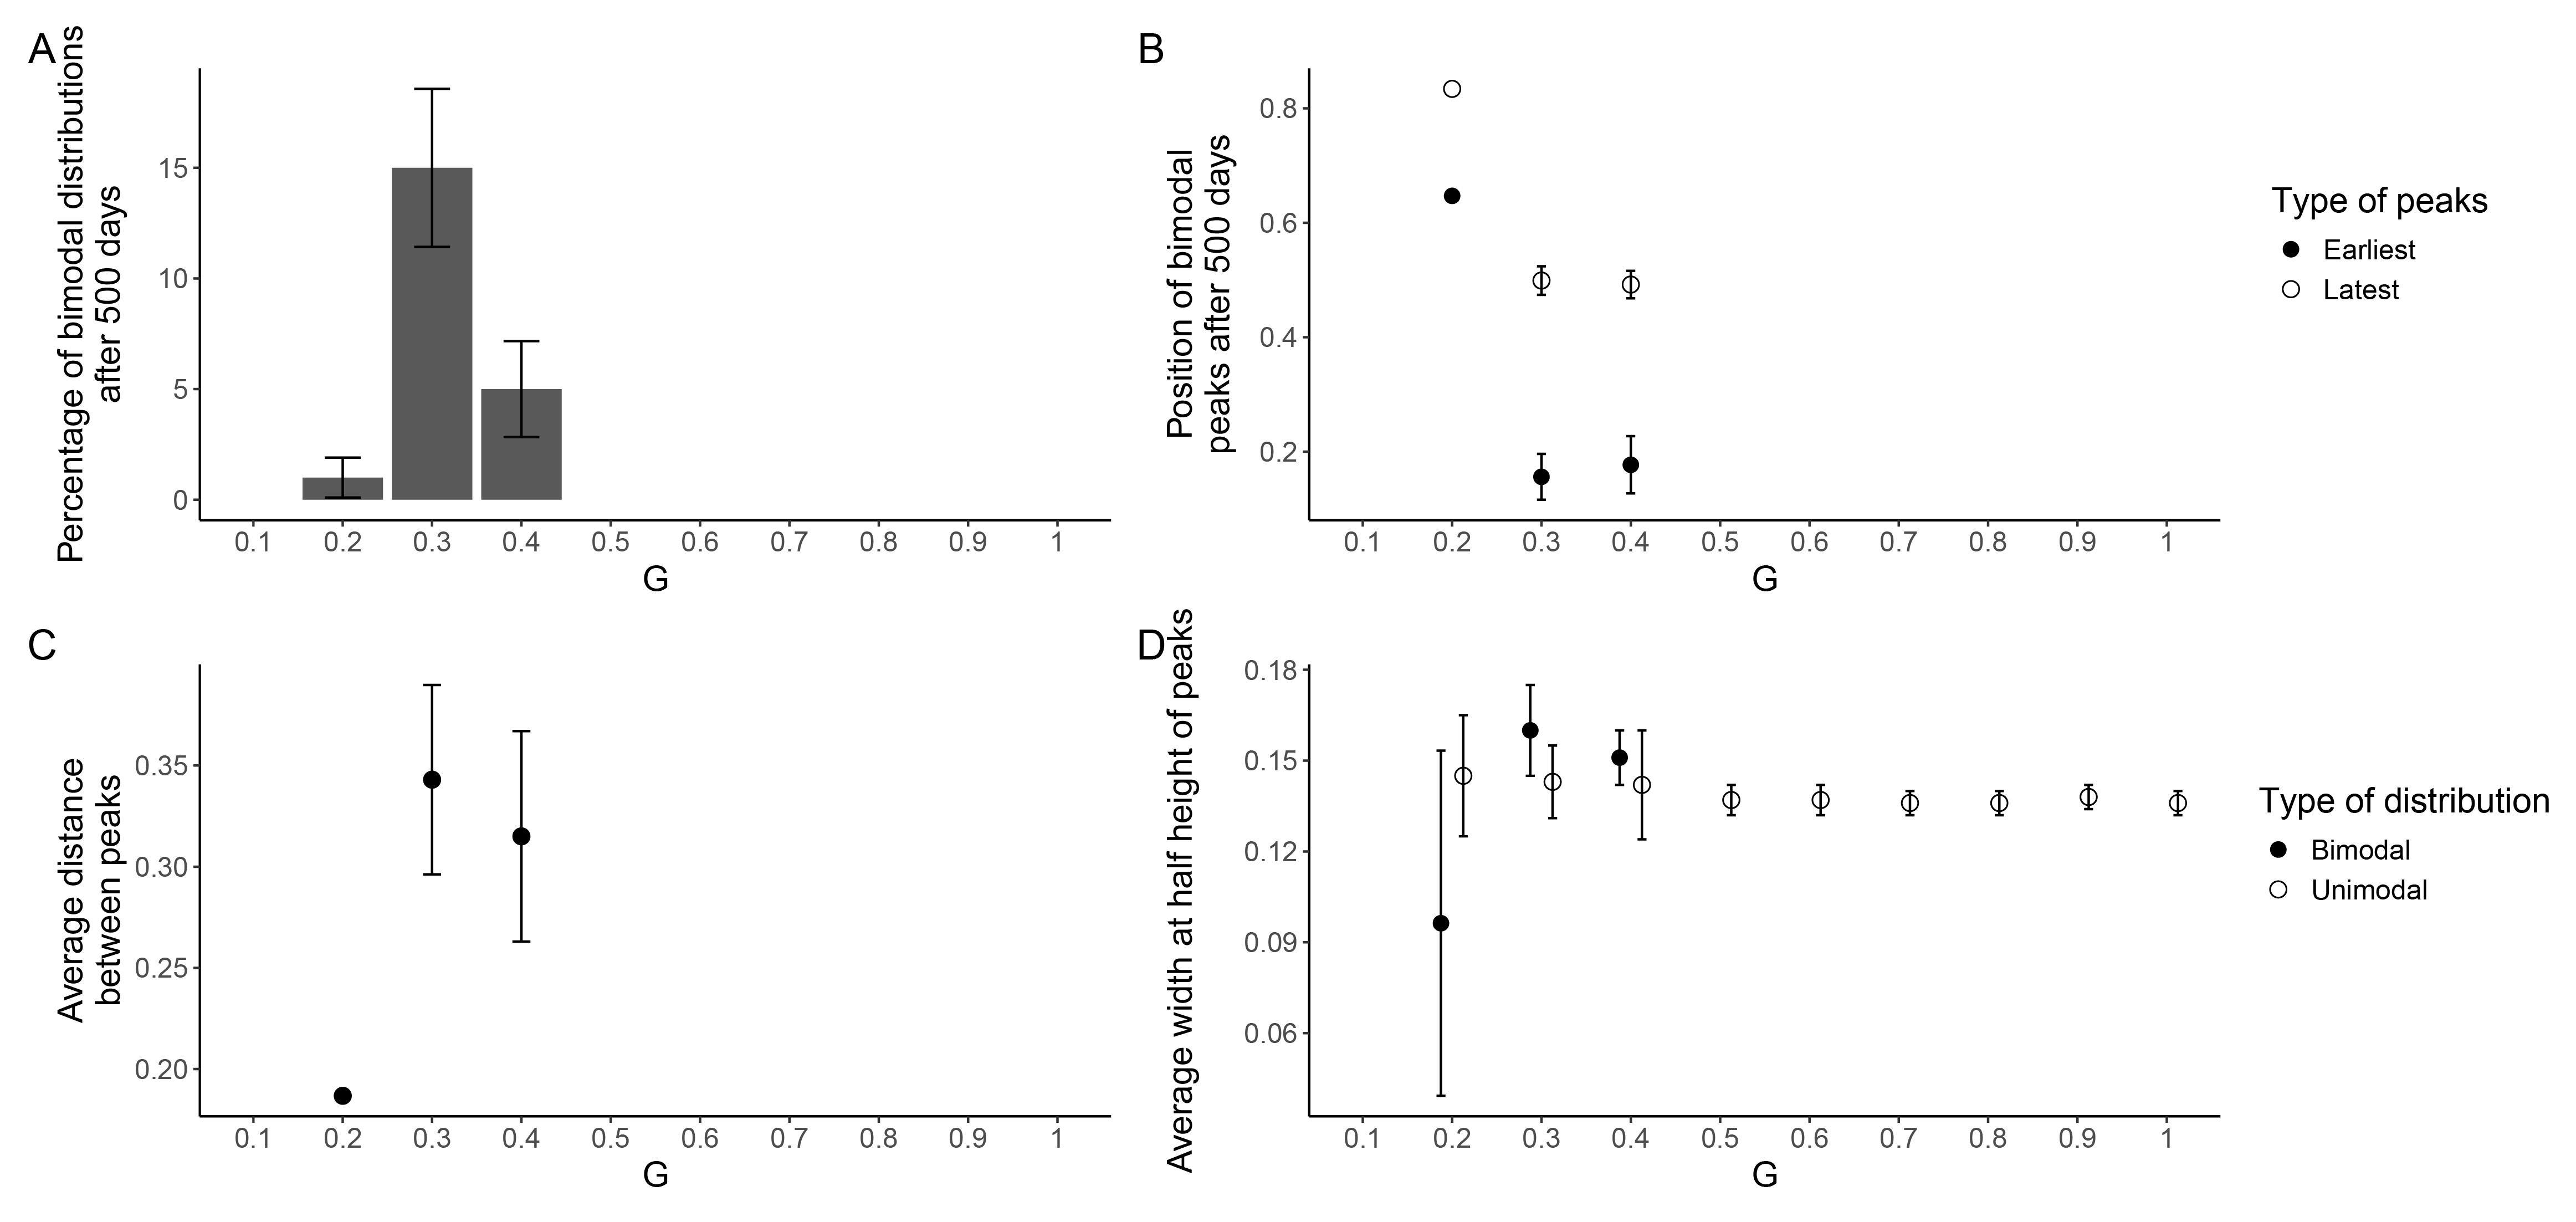 A
Percentage of bimodal distributions
after 500 days
15
10
5
0
0.1 0.2 0.3 0.4 0.5 0.6 0.7 0.8 0.9 1
G
B
Position of bimodal
peaks after 500 days
0.8
0.6
0.4
0.2
0.1 0.2 0.3 0.4 0.5 0.6 0.7 0.8 0.9 1
G
Type of peaks
Earliest
Latest
C
Average distance
between peaks
0.35
0.30
0.25
0.20
0.1 0.2 0.3 0.4 0.5 0.6 0.7 0.8 0.9 1
G
D
Average width at half height of peaks
0.18
0.15
0.12
0.09
0.06
0.1 0.2 0.3 0.4 0.5 0.6 0.7 0.8 0.9 1
G
Type of distribution
Bimodal
Unimodal